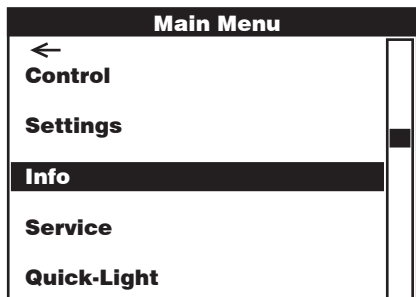 Main Menu
←
Control
Settings
Info
Service
Quick-Light